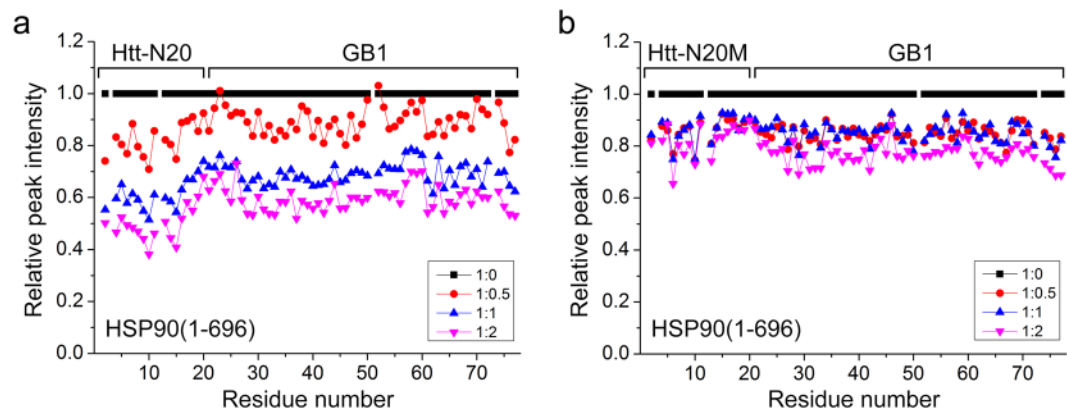 a
Htt-N20
GB1
1.2
1.0
0.8
0.6
0.4
0.2
0.0
Relative peak intensity
1:0
1:0.5
1:1
1:2
HSP90(1-696)
10 20 30 40 50 60 70
Residue number
b
Htt-N20M
GB1
1.2
1.0
0.8
0.6
0.4
0.2
0.0
Relative peak intensity
1:0
1:0.5
1:1
1:2
HSP90(1-696)
10 20 30 40 50 60 70
Residue number